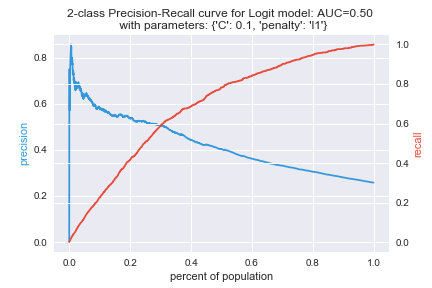 2-class Precision-Recall curve for Logit model: AUC=0.50
with parameters: {'C': 0.1, 'penalty': 'l1'}
0.8
0.6
0.4
0.2
0.0
precision
1.0
0.8
0.6
0.4
0.2
0.0
recall
0.0 0.2 0.4 0.6 0.8 1.0
percent of population